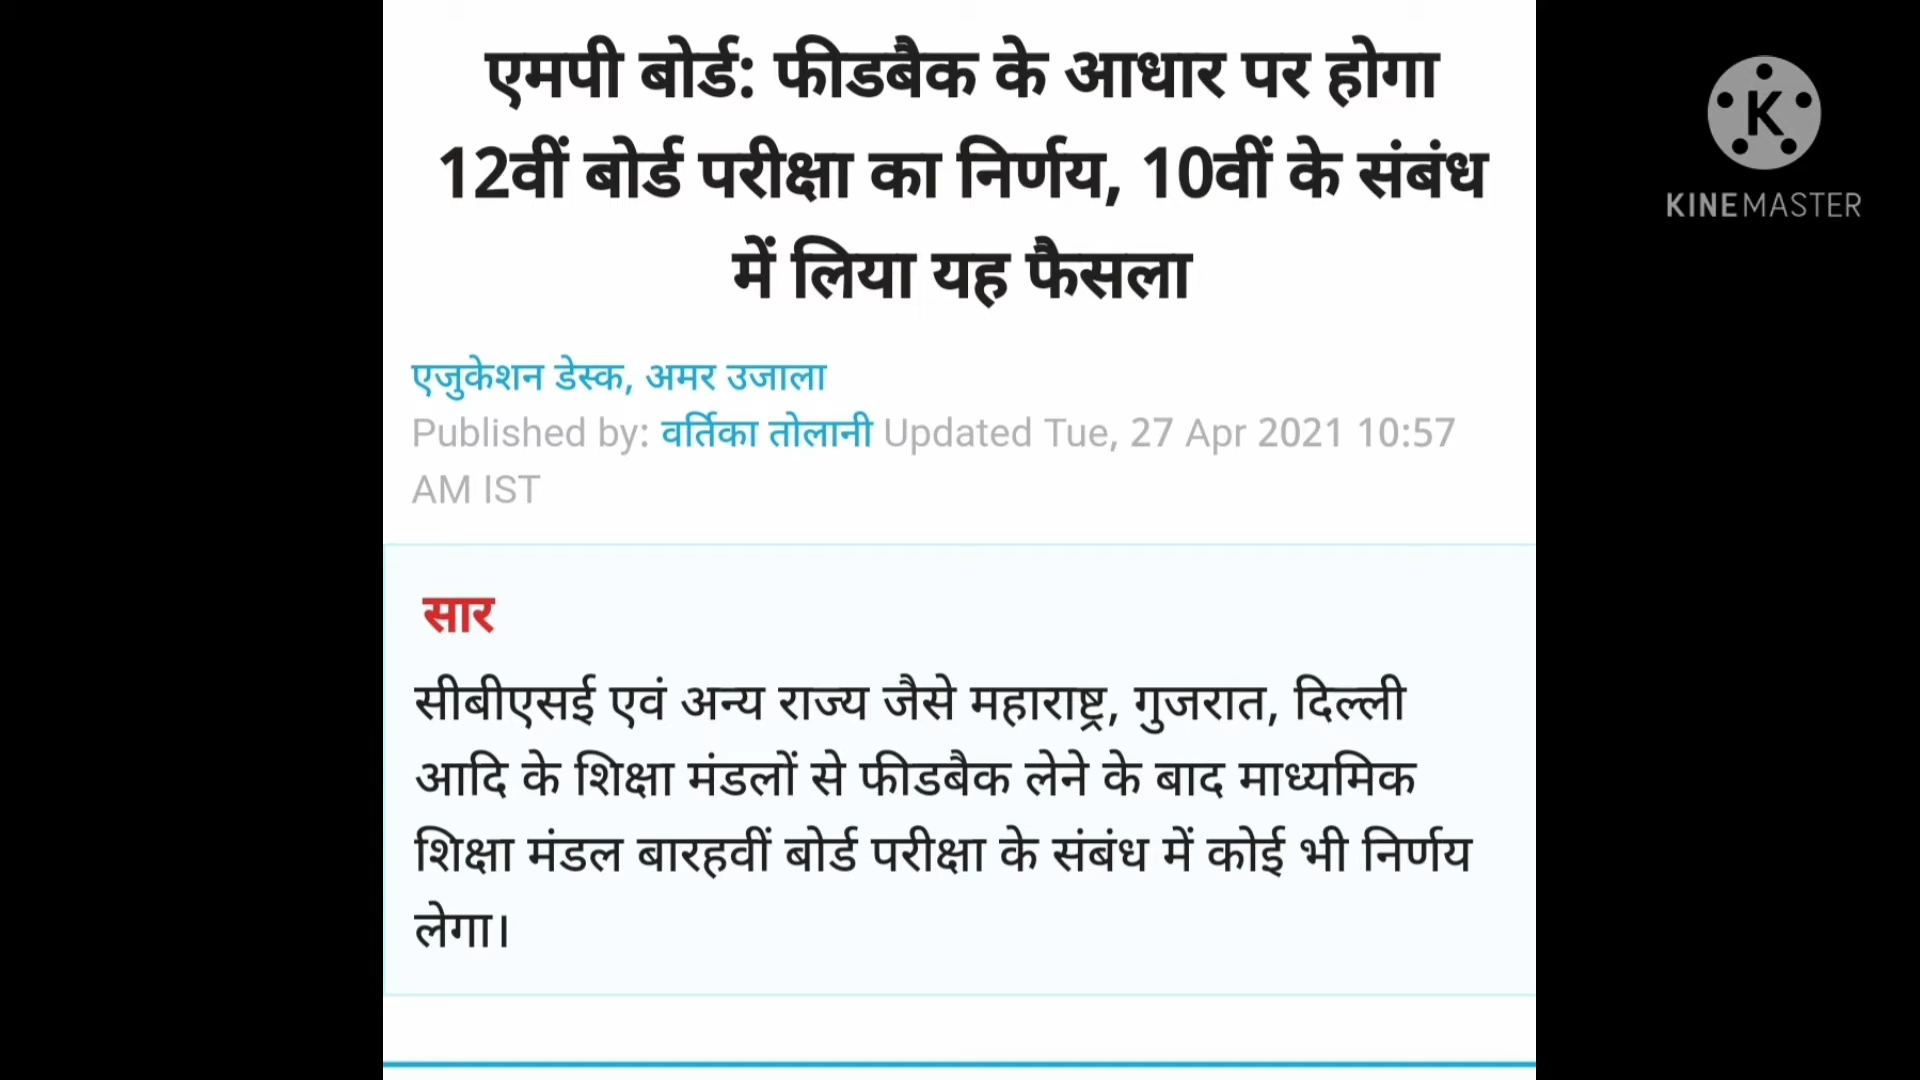 एमपी बोर्ड: फीडबैक के आधार पर होगा
12वीं बोर्ड परीक्षा का निर्णय, 10वीं के संबंध
में लिया यह फैसला
एजुकेशन डेस्क, अमर उजाला
Published by: वर्तिका तोलानी Updated Tue, 27 Apr 2021 10:57
AM IST
सार
सीबीएसई एवं अन्य राज्य जैसे महाराष्ट्र, गुजरात, दिल्ली
आदि के शिक्षा मंडलों से फीडबैक लेने के बाद माध्यमिक
शिक्षा मंडल बारहवीं बोर्ड परीक्षा के संबंध में कोई भी निर्णय
लेगा।
K
KINEMASTER